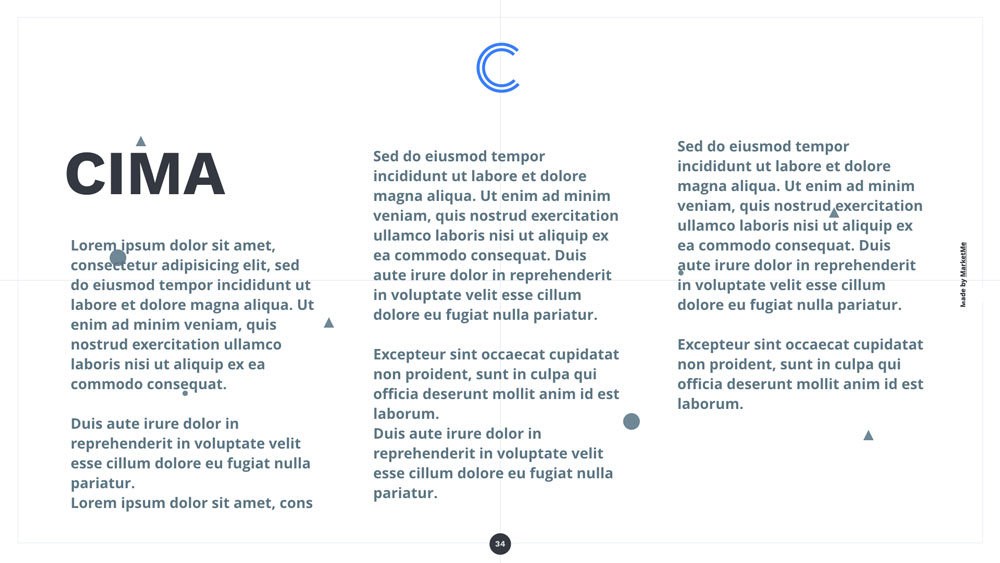 CIMA
Lorem ipsum dolor sit amet,
consectetur adipisicing elit, sed
do eiusmod tempor incididunt ut
labore et dolore magna aliqua. Ut
enim ad minim veniam, quis
nostrud exercitation ullamco
laboris nisi ut aliquip ex ea
commodo consequat.
Duis aute irure dolor in
reprehenderit in voluptate velit
esse cillum dolore eu fugiat nulla
pariatur.
Lorem ipsum dolor sit amet, cons
Sed do eiusmod tempor
incididunt ut labore et dolore
magna aliqua. Ut enim ad minim
veniam, quis nostrud exercitation
ullamco laboris nisi ut aliquip ex
ea commodo consequat. Duis
aute irure dolor in reprehenderit
in voluptate velit esse cillum
dolore eu fugiat nulla pariatur.
Excepteur sint occaecat cupidatat
non proident, sunt in culpa qui
officia deserunt mollit anim id est
laborum.
Duis aute irure dolor in
reprehenderit in voluptate velit
esse cillum dolore eu fugiat nulla
pariatur.
Sed do eiusmod tempor
incididunt ut labore et dolore
magna aliqua. Ut enim ad minim
veniam, quis nostrud exercitation
ullamco laboris nisi ut aliquip ex
ea commodo consequat. Duis
aute irure dolor in reprehenderit
in voluptate velit esse cillum
dolore eu fugiat nulla pariatur.
Excepteur sint occaecat cupidatat
non proident, sunt in culpa qui
officia deserunt mollit anim id est
laborum.
Made by MarketMe
34